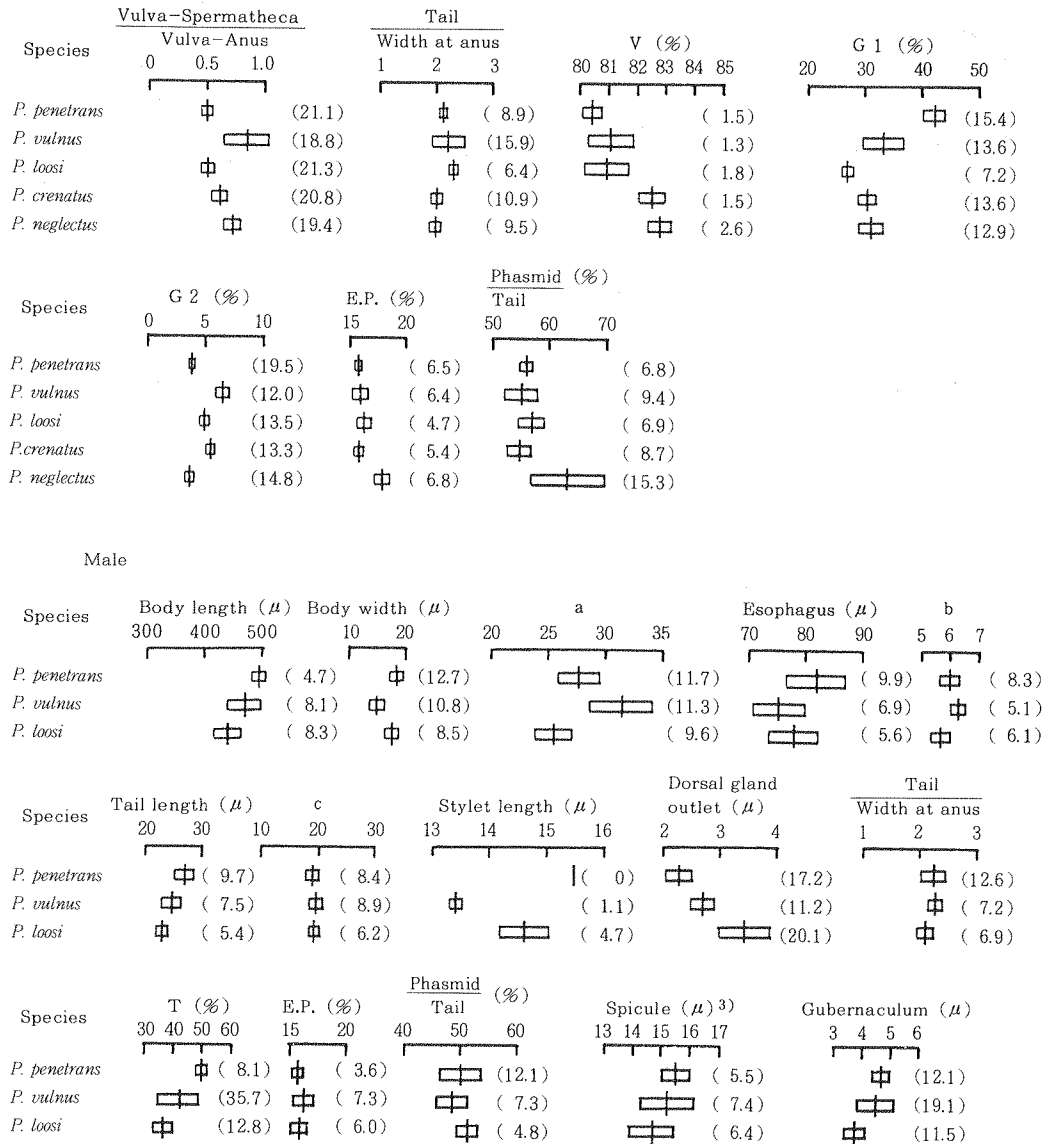 Vulva-Spermatheca Tail
Species Vulva-Anus Width at anus V (%) G 1 (%)
0 0.5 1.0 1 2 3 80 81 82 83 84 85 20 30 40 50
P. penetrans (21.1) ( 8.9) ( 1.5) (15.4)
P. vulnus (18.8) (15.9) ( 1.3) (13.6)
P. loosi (21.3) ( 6.4) ( 1.8) ( 7.2)
P. crenatus (20.8) (10.9) ( 1.5) (13.6)
P. neglectus (19.4) ( 9.5) ( 2.6) (12.9)
Phasmid (%)
Species G 2 (%) E.P. (%) Tail
0 5 10 15 20 50 60 70
P. penetrans (19.5) ( 6.5) ( 6.8)
P. vulnus (12.0) ( 6.4) ( 9.4)
P. loosi (13.5) ( 4.7) ( 6.9)
P.crenatus (13.3) ( 5.4) ( 8.7)
P. neglectus (14.8) ( 6.8) (15.3)
Male
Species Body length (μ) Body width (μ) a Esophagus (μ) b
300 400 500 10 20 20 25 30 35 70 80 90 5 6 7
P. penetrans ( 4.7) (12.7) (11.7) ( 9.9) ( 8.3)
P. vulnus ( 8.1) (10.8) (11.3) ( 6.9) ( 5.1)
P. loosi ( 8.3) ( 8.5) ( 9.6) ( 5.6) ( 6.1)
Dorsal gland Tail
Species Tail length (μ) c Stylet length (μ) outlet (μ) Width at anus
20 30 10 20 30 13 14 15 16 2 3 4 1 2 3
P. penetrans ( 9.7) ( 8.4) ( 0) (17.2) (12.6)
P. vulnus ( 7.5) ( 8.9) ( 1.1) (11.2) ( 7.2)
P. loosi ( 5.4) ( 6.2) ( 4.7) (20.1) ( 6.9)
Phasmid (%)
Species T (%) E.P. (%) Tail Spicule (μ)3) Gubernaculum (μ)
30 40 50 60 15 20 40 50 60 13 14 15 16 17 3 4 5 6
P. penetrans ( 8.1) ( 3.6) (12.1) ( 5.5) (12.1)
P. vulnus (35.7) ( 7.3) ( 7.3) ( 7.4) (19.1)
P. loosi (12.8) ( 6.0) ( 4.8) ( 6.4) (11.5)